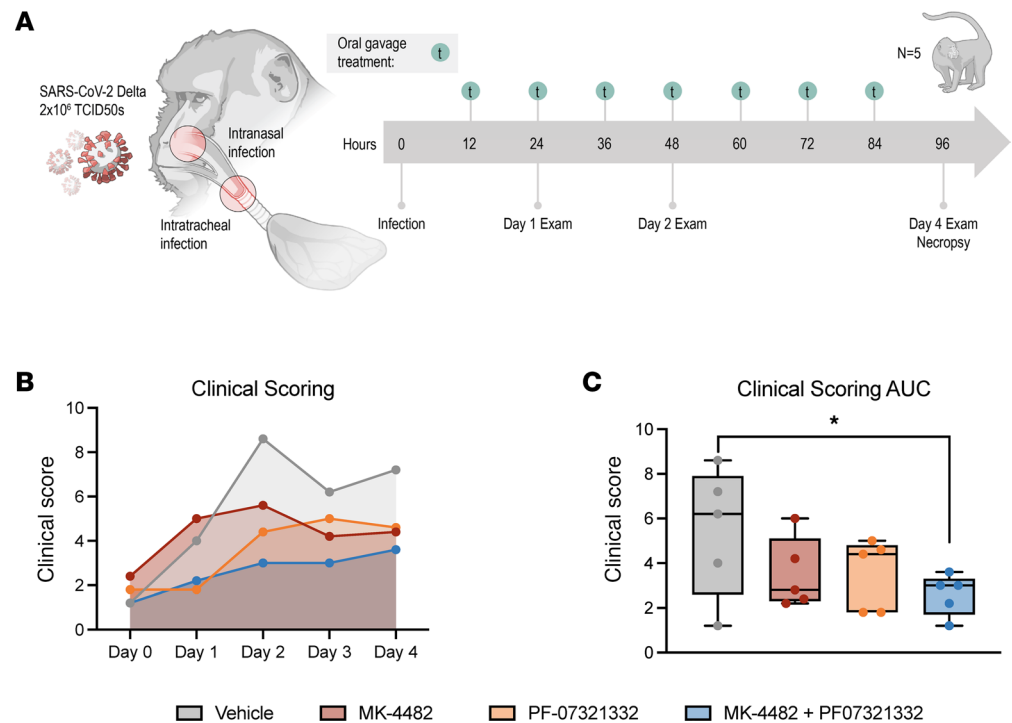 A
SARS-CoV-2 Delta
2x10⁶ TCID50s
Intranasal
infection
Intratracheal
infection
Oral gavage
treatment:
t
N=5
t t t t t t t
Hours 0 12 24 36 48 60 72 84 96
Infection
Day 1 Exam
Day 2 Exam
Day 4 Exam
Necropsy
B
Clinical Scoring
Clinical score
10
8
6
4
2
0
Day 0 Day 1 Day 2 Day 3 Day 4
C
Clinical Scoring AUC
*
Clinical score
10
8
6
4
2
0
Vehicle MK-4482 PF-07321332 MK-4482 + PF07321332